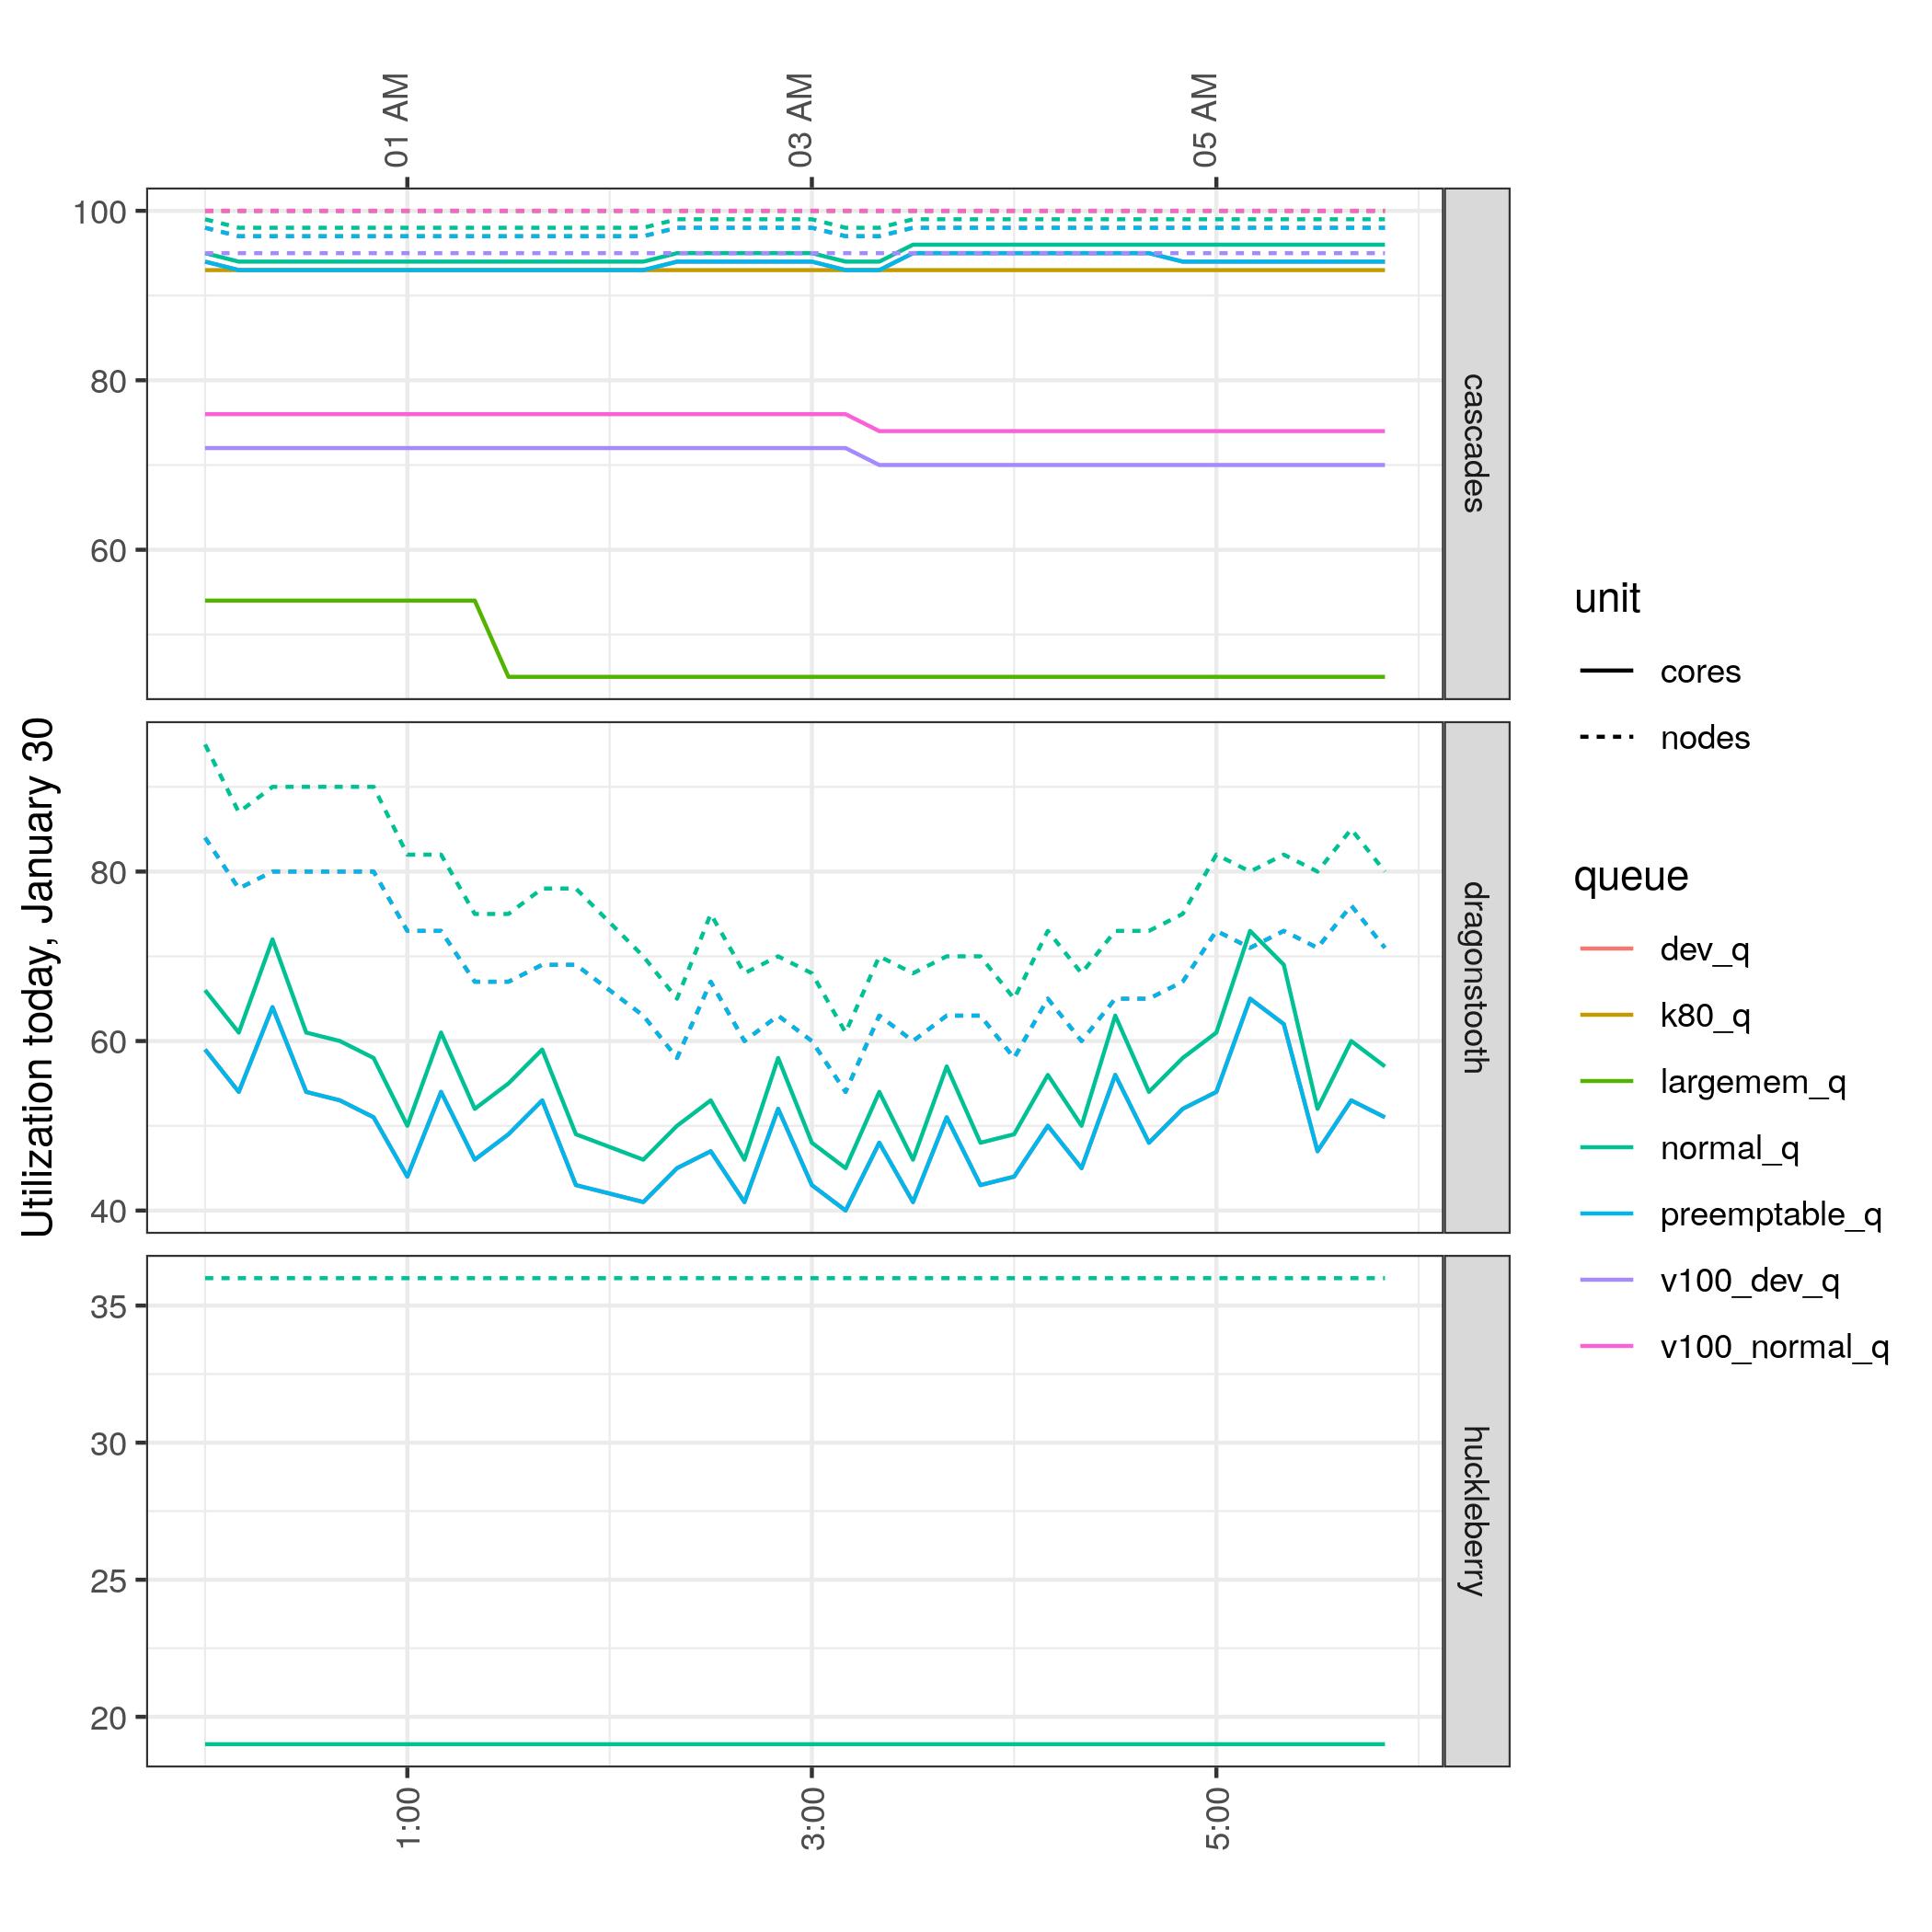 01 AM
03 AM
05 AM
Utilization today, January 30
100
80
60
cascades
80
60
40
dragonstooth
35
30
25
20
huckleberry
1:00
3:00
5:00
unit
cores
nodes
queue
dev_q
k80_q
largemem_q
normal_q
preemptable_q
v100_dev_q
v100_normal_q